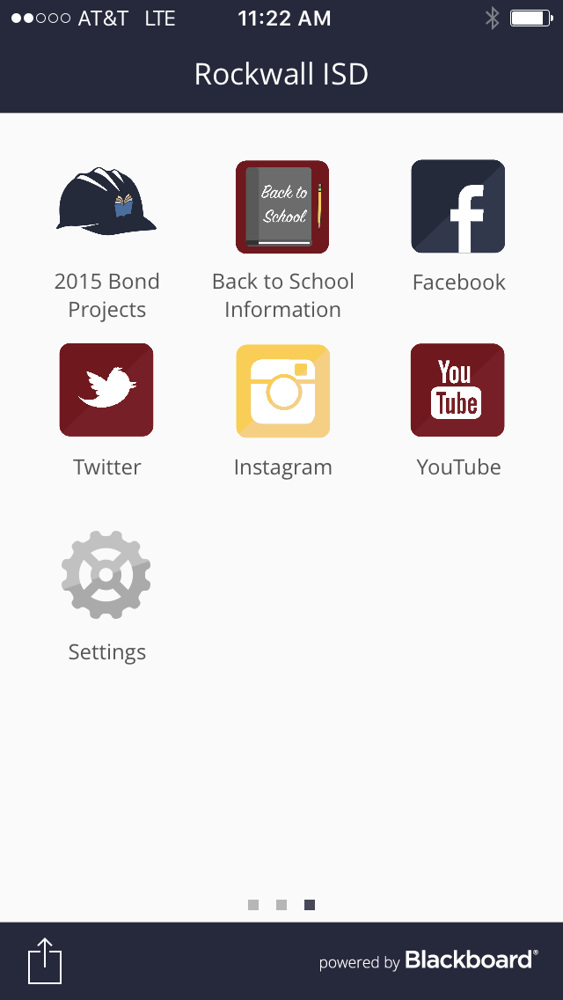 AT&T LTE 11:22 AM
Rockwall ISD
Back to
School
2015 Bond
Projects
Back to School
Information
Facebook
You
Tube
Twitter
Instagram
YouTube
Settings
powered by Blackboard®